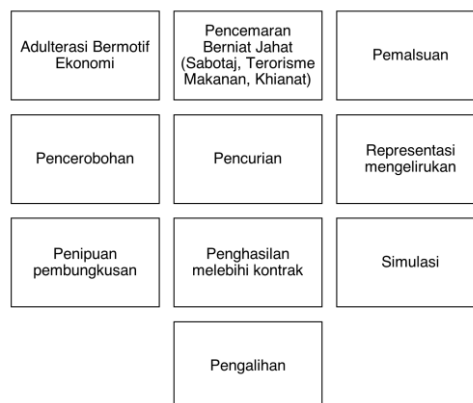 Adulterasi Bermotif
Ekonomi
Pencemaran
Berniat Jahat
(Sabotaj, Terorisme
Makanan, Khianat)
Pemalsuan
Pencerobohan
Pencurian
Representasi
mengelirukan
Penipuan
pembungkusan
Penghasilan
melebihi kontrak
Simulasi
Pengalihan